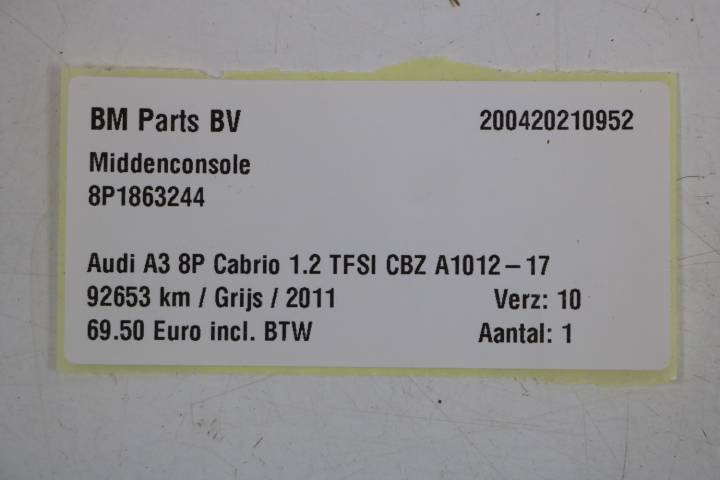 BM Parts BV 200420210952
Middenconsole
8P1863244
Audi A3 8P Cabrio 1.2 TFSI CBZ A1012-17
92653 km / Grijs / 2011 Verz: 10
69.50 Euro incl. BTW Aantal: 1